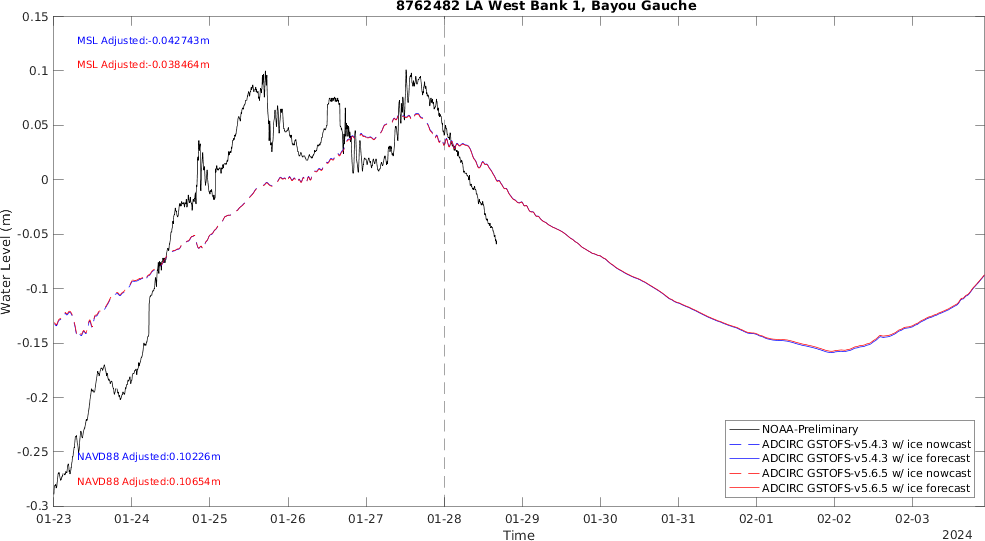 8762482 LA West Bank 1, Bayou Gauche
0.15
MSL Adjusted:-0.042743m
MSL Adjusted:-0.038464m
0.1
0.05
0
-0.05
-0.1
-0.15
-0.2
-0.25
-0.3
Water Level (m)
NAVD88 Adjusted:0.10226m
NAVD88 Adjusted:0.10654m
NOAA-Preliminary
ADCIRC GSTOFS-v5.4.3 w/ ice nowcast
ADCIRC GSTOFS-v5.4.3 w/ ice forecast
ADCIRC GSTOFS-v5.6.5 w/ ice nowcast
ADCIRC GSTOFS-v5.6.5 w/ ice forecast
01-23 01-24 01-25 01-26 01-27 01-28 01-29 01-30 01-31 02-01 02-02 02-03
Time
2024